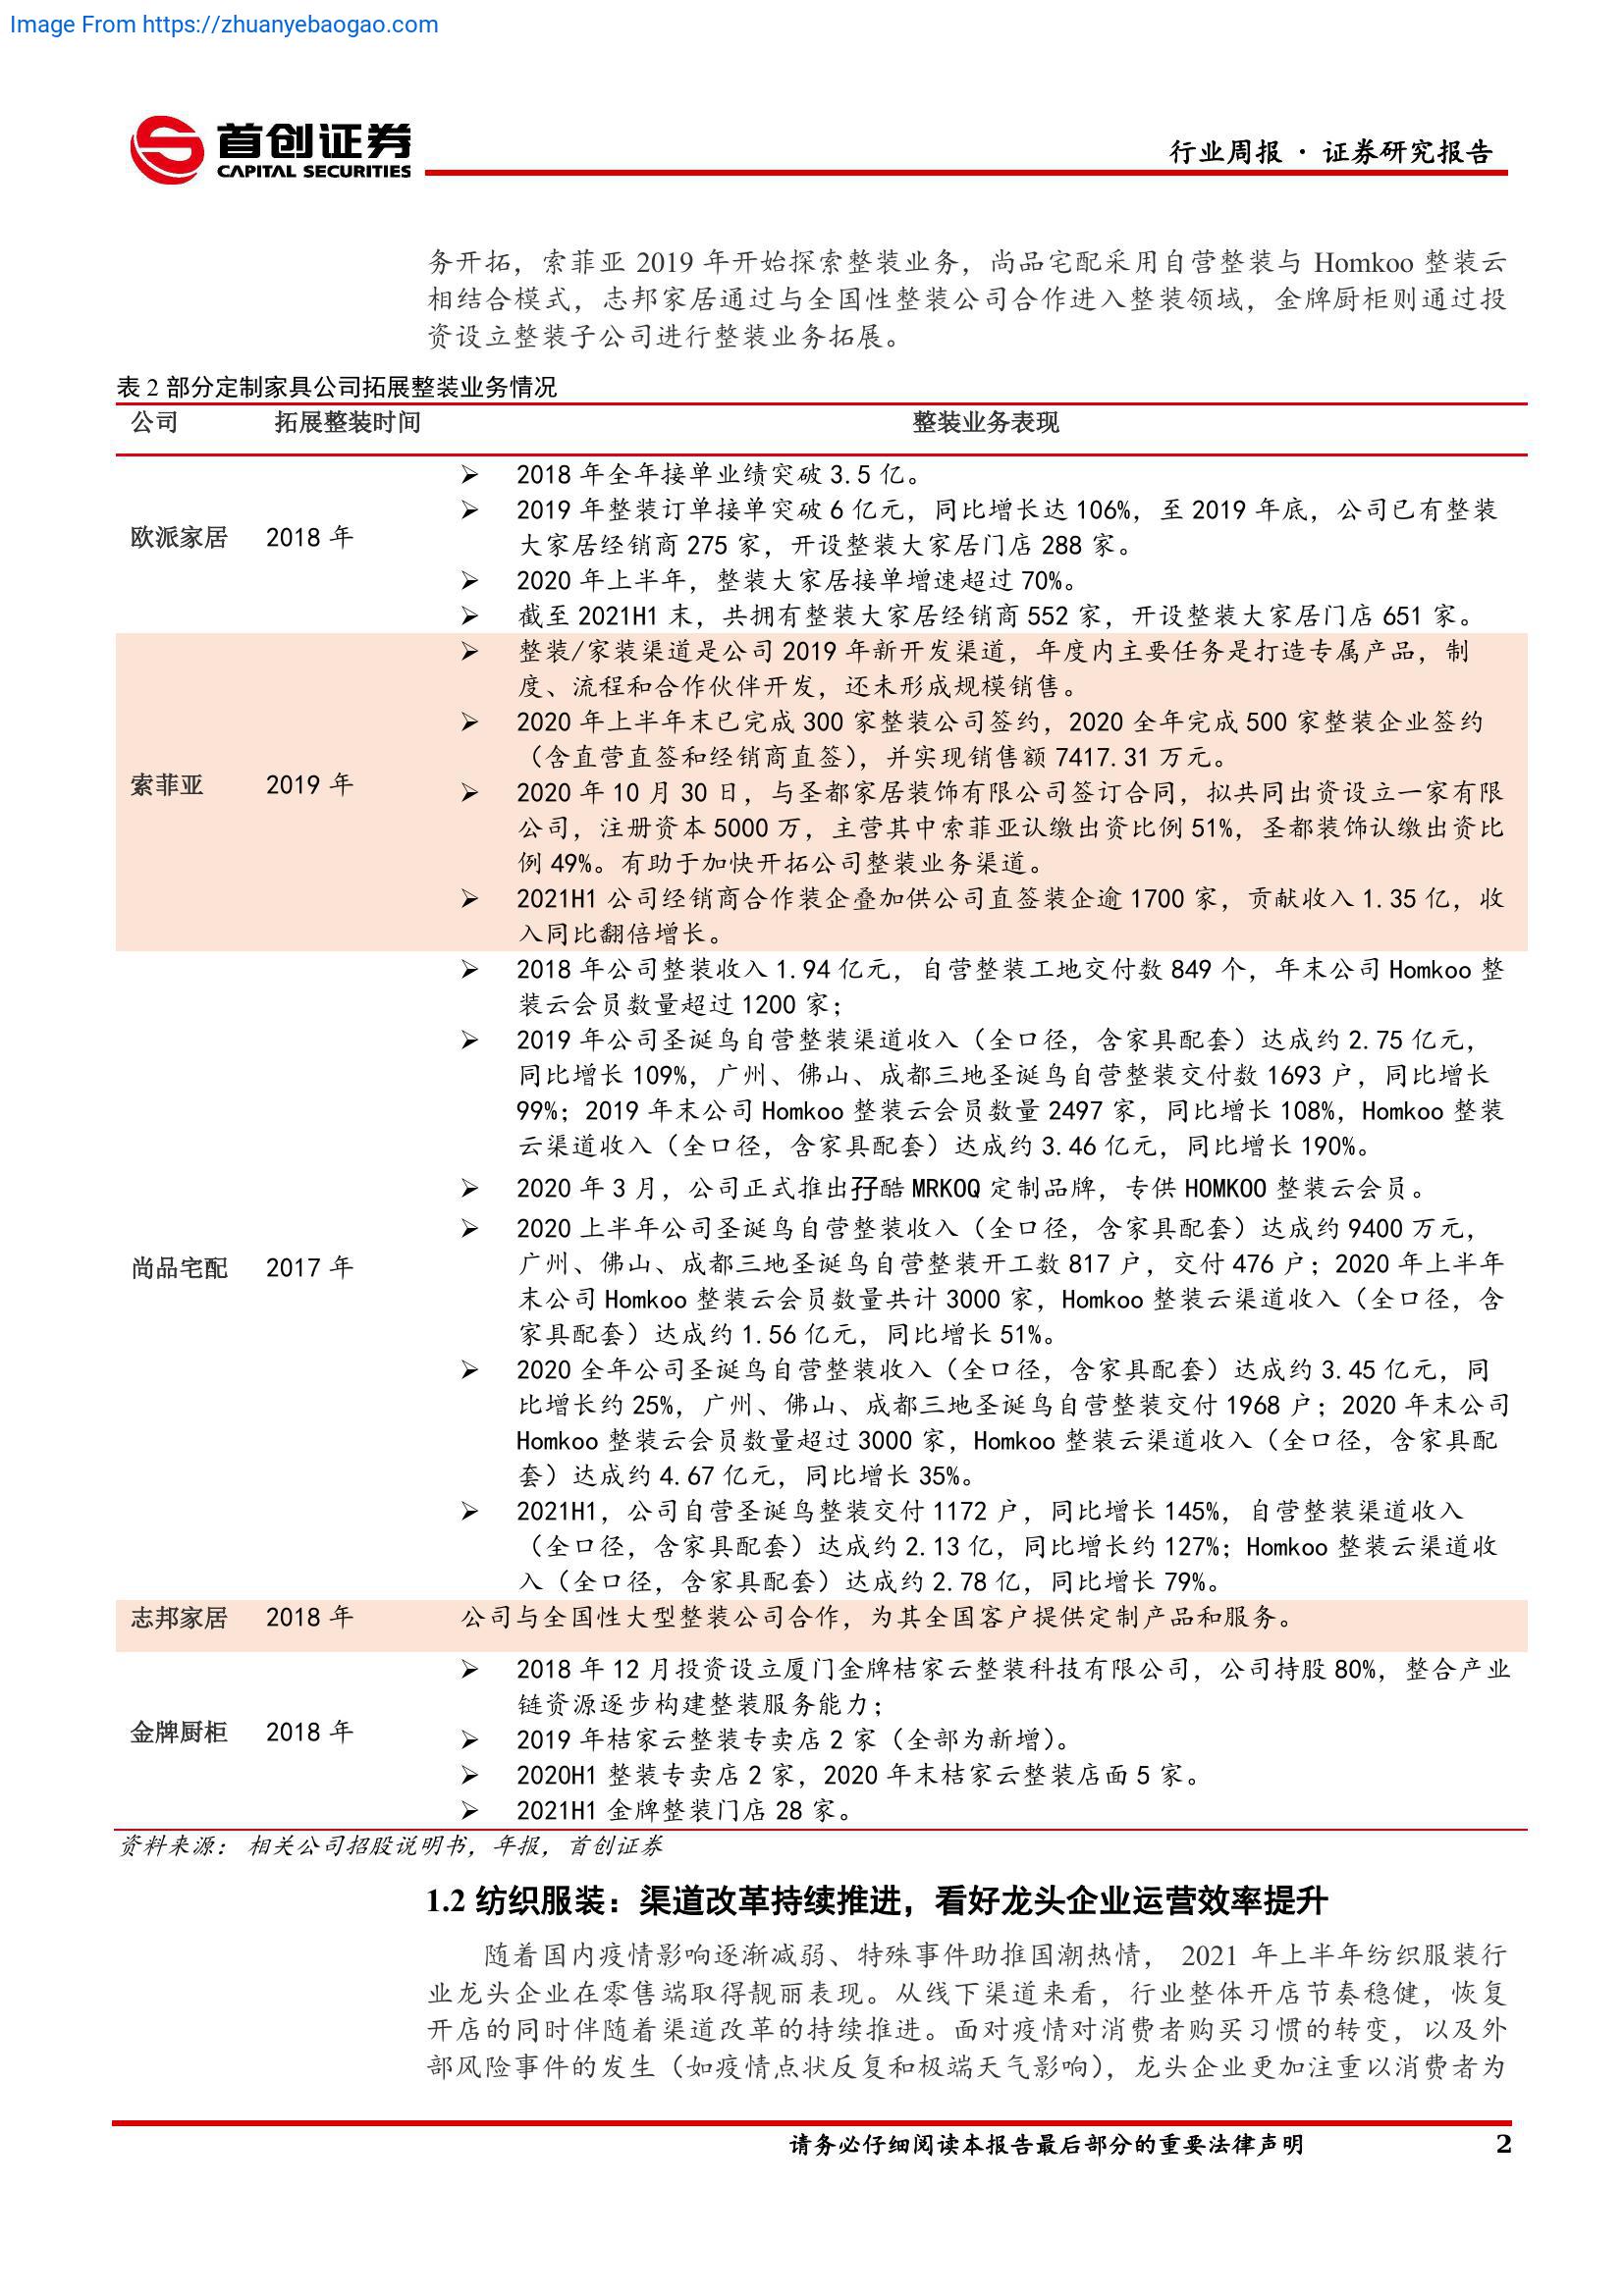 Image From https://zhuanyebaogao.com
首创证券
CAPITAL SECURITIES
行业周报 · 证券研究报告
务开拓，索菲亚 2019 年开始探索整装业务，尚品宅配采用自营整装与 Homkoo 整装云
相结合模式，志邦家居通过与全国性整装公司合作进入整装领域，金牌厨柜则通过投
资设立整装子公司进行整装业务拓展。
表 2 部分定制家具公司拓展整装业务情况
公司 拓展整装时间 整装业务表现
欧派家居 2018 年
➢ 2018 年全年接单业绩突破 3.5 亿。
➢ 2019 年整装订单接单突破 6 亿元，同比增长达 106%，至 2019 年底，公司已有整装
大家居经销商 275 家，开设整装大家居门店 288 家。
➢ 2020 年上半年，整装大家居接单增速超过 70%。
➢ 截至 2021H1 末，共拥有整装大家居经销商 552 家，开设整装大家居门店 651 家。
索菲亚 2019 年
➢ 整装/家装渠道是公司 2019 年新开发渠道，年度内主要任务是打造专属产品，制
度、流程和合作伙伴开发，还未形成规模销售。
➢ 2020 年上半年末已完成 300 家整装公司签约，2020 全年完成 500 家整装企业签约
（含直营直签和经销商直签），并实现销售额 7417.31 万元。
➢ 2020 年 10 月 30 日，与圣都家居装饰有限公司签订合同，拟共同出资设立一家有限
公司，注册资本 5000 万，主营其中索菲亚认缴出资比例 51%，圣都装饰认缴出资比
例 49%。有助于加快开拓公司整装业务渠道。
➢ 2021H1 公司经销商合作装企叠加供公司直签装企逾 1700 家，贡献收入 1.35 亿，收
入同比翻倍增长。
尚品宅配 2017 年
➢ 2018 年公司整装收入 1.94 亿元，自营整装工地交付数 849 个，年末公司 Homkoo 整
装云会员数量超过 1200 家；
➢ 2019 年公司圣诞鸟自营整装渠道收入（全口径，含家具配套）达成约 2.75 亿元，
同比增长 109%，广州、佛山、成都三地圣诞鸟自营整装交付数 1693 户，同比增长
99%；2019 年末公司 Homkoo 整装云会员数量 2497 家，同比增长 108%，Homkoo 整装
云渠道收入（全口径，含家具配套）达成约 3.46 亿元，同比增长 190%。
➢ 2020 年 3 月，公司正式推出孖酷 MRKOQ 定制品牌，专供 HOMKOO 整装云会员。
➢ 2020 上半年公司圣诞鸟自营整装收入（全口径，含家具配套）达成约 9400 万元，
广州、佛山、成都三地圣诞鸟自营整装开工数 817 户，交付 476 户；2020 年上半年
末公司 Homkoo 整装云会员数量共计 3000 家，Homkoo 整装云渠道收入（全口径，含
家具配套）达成约 1.56 亿元，同比增长 51%。
➢ 2020 全年公司圣诞鸟自营整装收入（全口径，含家具配套）达成约 3.45 亿元，同
比增长约 25%，广州、佛山、成都三地圣诞鸟自营整装交付 1968 户；2020 年末公司
Homkoo 整装云会员数量超过 3000 家，Homkoo 整装云渠道收入（全口径，含家具配
套）达成约 4.67 亿元，同比增长 35%。
➢ 2021H1，公司自营圣诞鸟整装交付 1172 户，同比增长 145%，自营整装渠道收入
（全口径，含家具配套）达成约 2.13 亿，同比增长约 127%；Homkoo 整装云渠道收
入（全口径，含家具配套）达成约 2.78 亿，同比增长 79%。
志邦家居 2018 年 公司与全国性大型整装公司合作，为其全国客户提供定制产品和服务。
金牌厨柜 2018 年
➢ 2018 年 12 月投资设立厦门金牌桔家云整装科技有限公司，公司持股 80%，整合产业
链资源逐步构建整装服务能力；
➢ 2019 年桔家云整装专卖店 2 家（全部为新增）。
➢ 2020H1 整装专卖店 2 家，2020 年末桔家云整装店面 5 家。
➢ 2021H1 金牌整装门店 28 家。
资料来源：相关公司招股说明书，年报，首创证券
1.2 纺织服装：渠道改革持续推进，看好龙头企业运营效率提升
随着国内疫情影响逐渐减弱、特殊事件助推国潮热情， 2021 年上半年纺织服装行
业龙头企业在零售端取得靓丽表现。从线下渠道来看，行业整体开店节奏稳健，恢复
开店的同时伴随着渠道改革的持续推进。面对疫情对消费者购买习惯的转变，以及外
部风险事件的发生（如疫情点状反复和极端天气影响），龙头企业更加注重以消费者为
请务必仔细阅读本报告最后部分的重要法律声明 2